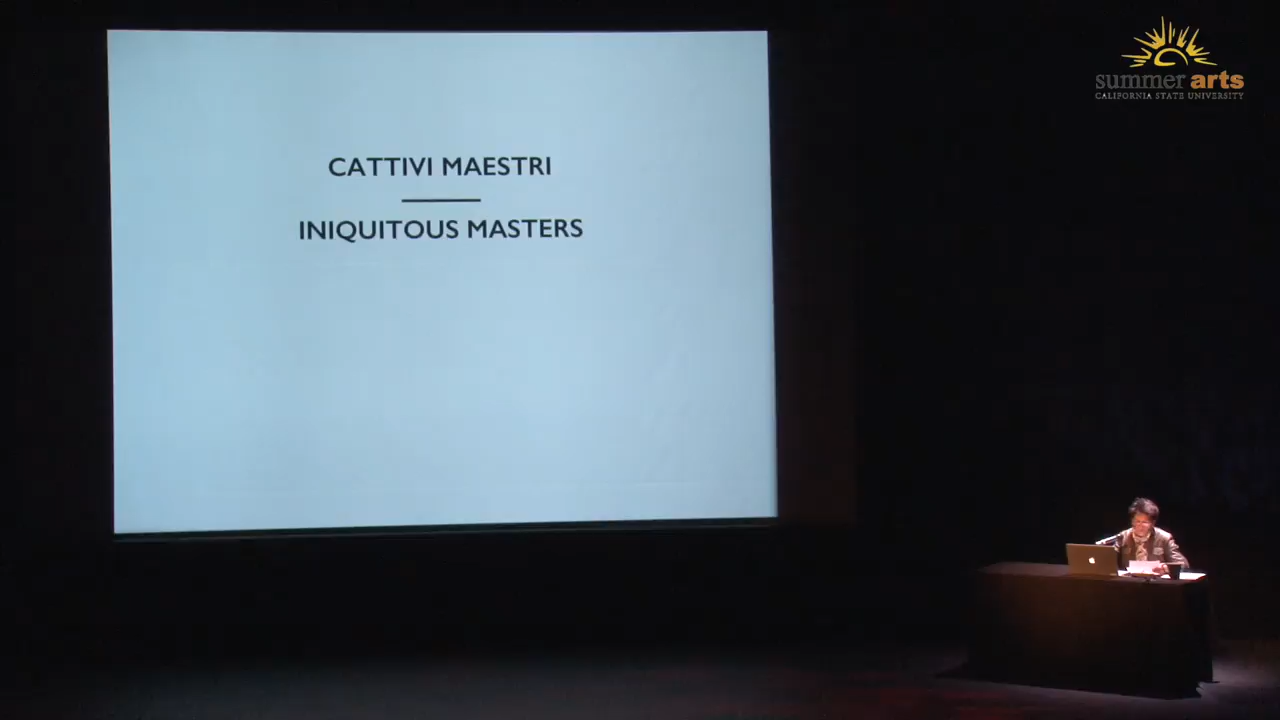 CATTIVI MAESTRI
INIQUITOUS MASTERS
summer arts
CALIFORNIA STATE UNIVERSITY